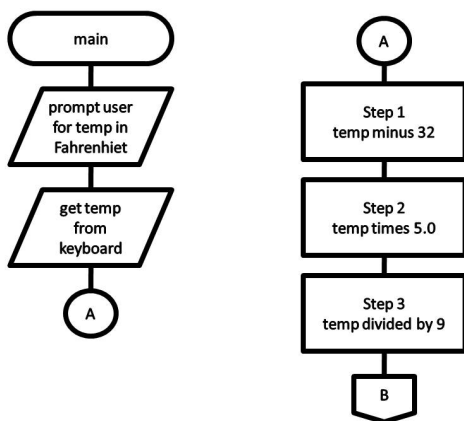 main
prompt user
for temp in
Fahrenhiet
get temp
from
keyboard
A
A
Step 1
temp minus 32
Step 2
temp times 5.0
Step 3
temp divided by 9
B